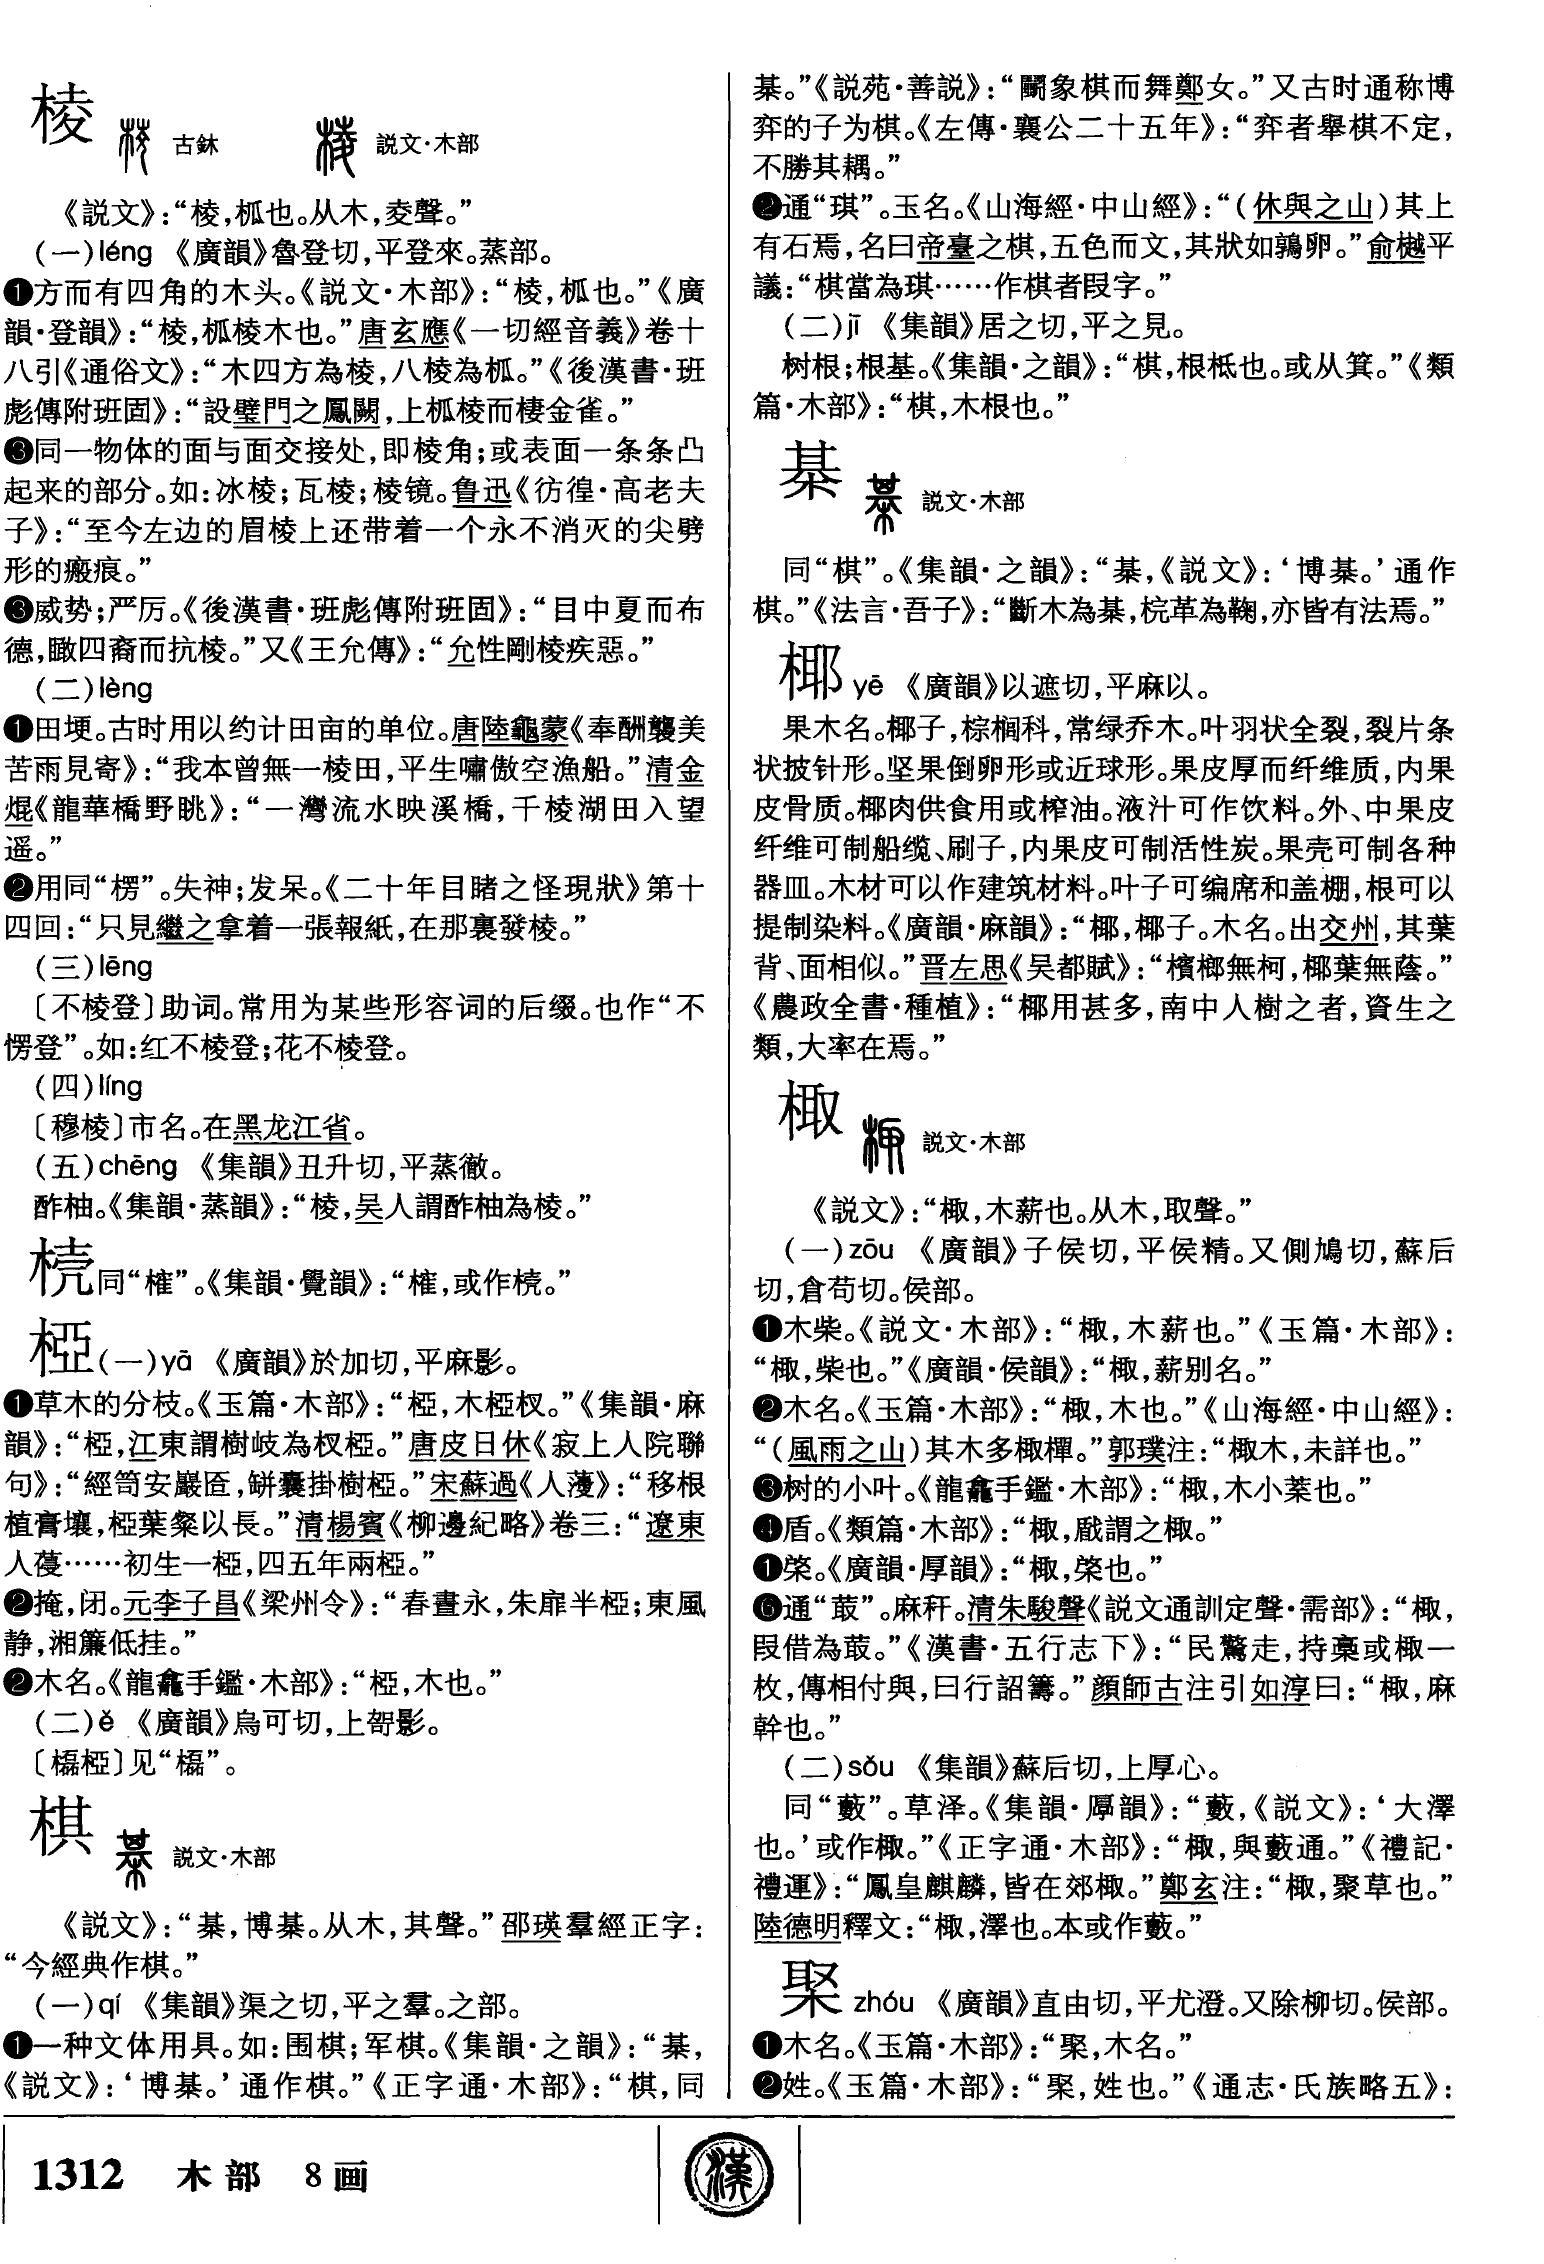 棱 古鉥 説文·木部
《説文》：“棱，柧也。从木，夌聲。”
(一)léng 《廣韻》魯登切，平登來。蒸部。
❶方而有四角的木头。《説文·木部》：“棱，柧也。”《廣
韻·登韻》：“棱，柧棱木也。”唐玄應《一切經音義》卷十
八引《通俗文》：“木四方為棱，八棱為柧。”《後漢書·班
彪傳附班固》：“設璧門之鳳闕，上柧棱而棲金雀。”
❸同一物体的面与面交接处，即棱角；或表面一条条凸
起来的部分。如：冰棱；瓦棱；棱镜。鲁迅《彷徨·高老夫
子》：“至今左边的眉棱上还带着一个永不消灭的尖劈
形的瘢痕。”
❸威势；严厉。《後漢書·班彪傳附班固》：“目中夏而布
德，瞰四裔而抗棱。”又《王允傳》：“允性剛棱疾惡。”
(二)lèng
❶田埂。古时用以约计田亩的单位。唐陸龜蒙《奉酬襲美
苦雨見寄》：“我本曾無一棱田，平生嘯傲空漁船。”清金
焜《龍華橋野眺》：“一灣流水映溪橋，千棱湖田入望
遥。”
❷用同“楞”。失神；发呆。《二十年目睹之怪現狀》第十
四回：“只見繼之拿着一張報紙，在那裏發棱。”
(三)lēng
〔不棱登〕助词。常用为某些形容词的后缀。也作“不
愣登”。如：红不棱登；花不棱登。
(四)líng
〔穆棱〕市名。在黑龙江省。
(五)chēng 《集韻》丑升切，平蒸徹。
酢柚。《集韻·蒸韻》：“棱，吴人謂酢柚為棱。”
㮂同“榷”。《集韻·覺韻》：“榷，或作㮂。”
椏(一)yā 《廣韻》於加切，平麻影。
❶草木的分枝。《玉篇·木部》：“椏，木椏杈。”《集韻·麻
韻》：“椏，江東謂樹岐為杈椏。”唐皮日休《寂上人院聯
句》：“經笥安巖匼，缾囊掛樹椏。”宋蘇過《人薓》：“移根
植膏壤，椏葉粲以長。”清楊賓《柳邊紀略》卷三：“遼東
人葠……初生一椏，四五年兩椏。”
❷掩，闭。元李子昌《梁州令》：“春晝永，朱扉半椏；東風
静，湘簾低挂。”
❷木名。《龍龕手鑑·木部》：“椏，木也。”
(二)ě 《廣韻》烏可切，上哿影。
〔橠椏〕见“橠”。
棋 説文·木部
《説文》：“棊，博棊。从木，其聲。”邵瑛羣經正字：
“今經典作棋。”
(一)qí 《集韻》渠之切，平之羣。之部。
❶一种文体用具。如：围棋；军棋。《集韻·之韻》：“棊，
《説文》：‘博棊。’通作棋。”《正字通·木部》：“棋，同
棊。”《説苑·善説》：“鬭象棋而舞鄭女。”又古时通称博
弈的子为棋。《左傳·襄公二十五年》：“弈者舉棋不定，
不勝其耦。”
❷通“琪”。玉名。《山海經·中山經》：“(休與之山)其上
有石焉，名曰帝臺之棋，五色而文，其狀如鶉卵。”俞樾平
議：“棋當為琪……作棋者叚字。”
(二)jī 《集韻》居之切，平之見。
树根；根基。《集韻·之韻》：“棋，根柢也。或从箕。”《類
篇·木部》：“棋，木根也。”
棊 説文·木部
同“棋”。《集韻·之韻》：“棊，《説文》：‘博棊。’通作
棋。”《法言·吾子》：“斷木為棊，梡革為鞠，亦皆有法焉。”
椰 yē 《廣韻》以遮切，平麻以。
果木名。椰子，棕榈科，常绿乔木。叶羽状全裂，裂片条
状披针形。坚果倒卵形或近球形。果皮厚而纤维质，内果
皮骨质。椰肉供食用或榨油。液汁可作饮料。外、中果皮
纤维可制船缆、刷子，内果皮可制活性炭。果壳可制各种
器皿。木材可以作建筑材料。叶子可编席和盖棚，根可以
提制染料。《廣韻·麻韻》：“椰，椰子。木名。出交州，其葉
背、面相似。”晋左思《吴都賦》：“檳榔無柯，椰葉無蔭。”
《農政全書·種植》：“椰用甚多，南中人樹之者，資生之
類，大率在焉。”
棷 説文·木部
《説文》：“棷，木薪也。从木，取聲。”
(一)zōu 《廣韻》子侯切，平侯精。又側鳩切，蘇后
切，倉苟切。侯部。
❶木柴。《説文·木部》：“棷，木薪也。”《玉篇·木部》：
“棷，柴也。”《廣韻·侯韻》：“棷，薪别名。”
❷木名。《玉篇·木部》：“棷，木也。”《山海經·中山經》：
“(風雨之山)其木多棷樿。”郭璞注：“棷木，未詳也。”
❸树的小叶。《龍龕手鑑·木部》：“棷，木小葉也。”
❹盾。《類篇·木部》：“棷，戲謂之棷。”
❶棨。《廣韻·厚韻》：“棷，棨也。”
❻通“菆”。麻秆。清朱駿聲《説文通訓定聲·需部》：“棷，
叚借為菆。”《漢書·五行志下》：“民驚走，持稾或棷一
枚，傳相付與，曰行詔籌。”顔師古注引如淳曰：“棷，麻
幹也。”
(二)sǒu 《集韻》蘇后切，上厚心。
同“藪”。草泽。《集韻·厚韻》：“藪，《説文》：‘大澤
也。’或作棷。”《正字通·木部》：“棷，與藪通。”《禮記·
禮運》：“鳳皇麒麟，皆在郊棷。”鄭玄注：“棷，聚草也。”
陸德明釋文：“棷，澤也。本或作藪。”
棸 zhóu 《廣韻》直由切，平尤澄。又除柳切。侯部。
❶木名。《玉篇·木部》：“棸，木名。”
❷姓。《玉篇·木部》：“棸，姓也。”《通志·氏族略五》：
1312 木部 8画
漢